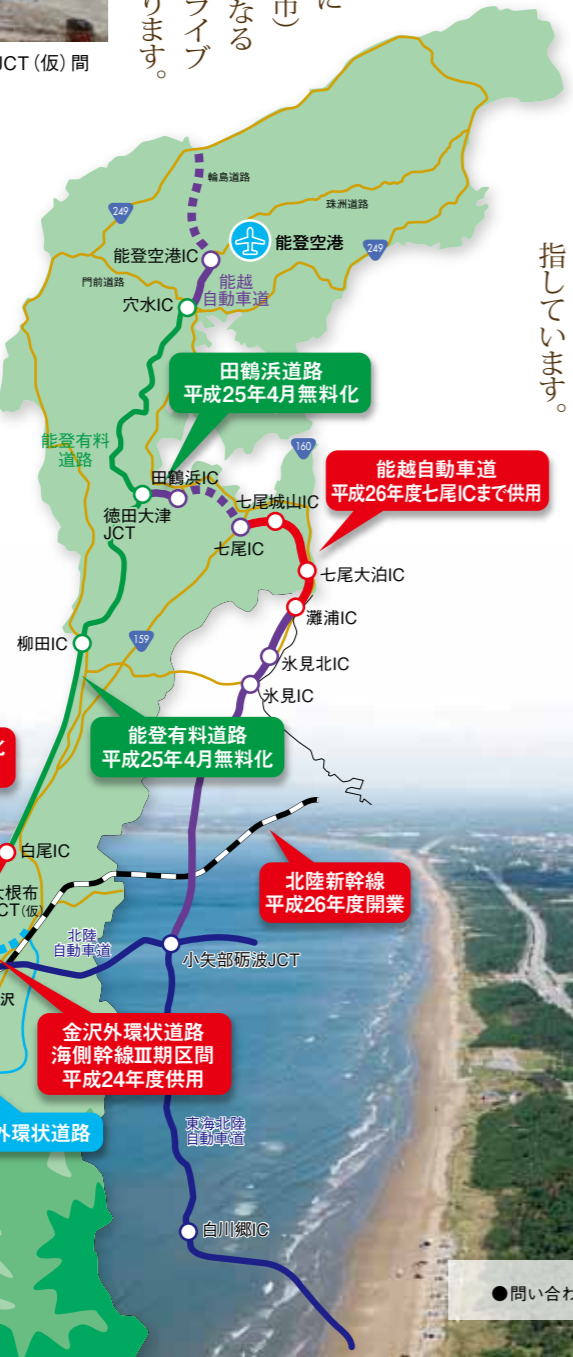 JCT（仮）間
に
市）
なる
ライブ
ります。
指しています。
輪島道路
249
珠洲道路
能登空港IC
能登空港
249
門前道路
能越
自動車道
穴水IC
田鶴浜道路
平成25年4月無料化
能登有料
道路
160
田鶴浜IC
能越自動車道
平成26年度七尾ICまで供用
七尾城山IC
徳田大津
JCT
七尾IC
七尾大泊IC
灘浦IC
柳田IC
159
氷見北IC
氷見IC
能登有料道路
平成25年4月無料化
化
白尾IC
北陸新幹線
平成26年度開業
大根布
JCT（仮）
北陸
自動車道
小矢部砺波JCT
沢
金沢外環状道路
海側幹線Ⅲ期区間
平成24年度供用
外環状道路
東海北陸
自動車道
白川郷IC
●問い合わ